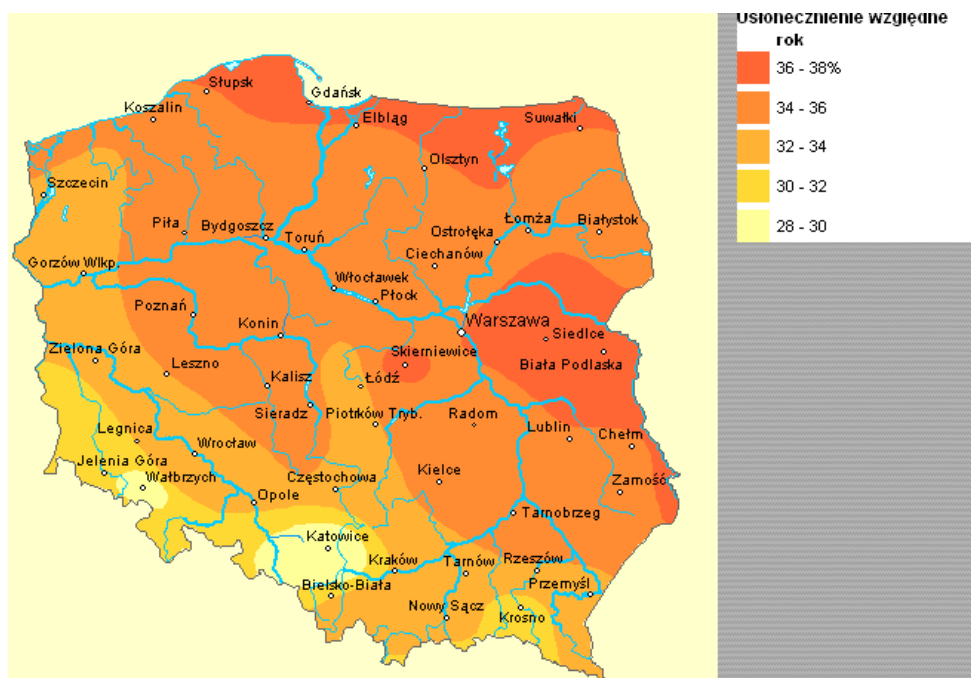 Usłonecznienie względne
rok
36 - 38%
34 - 36
32 - 34
30 - 32
28 - 30
Słupsk
Gdańsk
Koszalin
Elbląg
Suwałki
Olsztyn
Szczecin
Piła
Bydgoszcz
Toruń
Łomża
Białystok
Ostrołęka
Ciechanów
Gorzów Wlkp.
Włocławek
Płock
Poznań
Konin
Warszawa
Siedlce
Zielona Góra
Leszno
Skierniewice
Biała Podlaska
Kalisz
Łódź
Sieradz
Piotrków Tryb.
Radom
Lublin
Chełm
Legnica
Wrocław
Jelenia Góra
Wałbrzych
Częstochowa
Kielce
Zamość
Opole
Tarnobrzeg
Katowice
Kraków
Tarnów
Rzeszów
Bielsko-Biała
Przemyśl
Nowy Sącz
Krosno